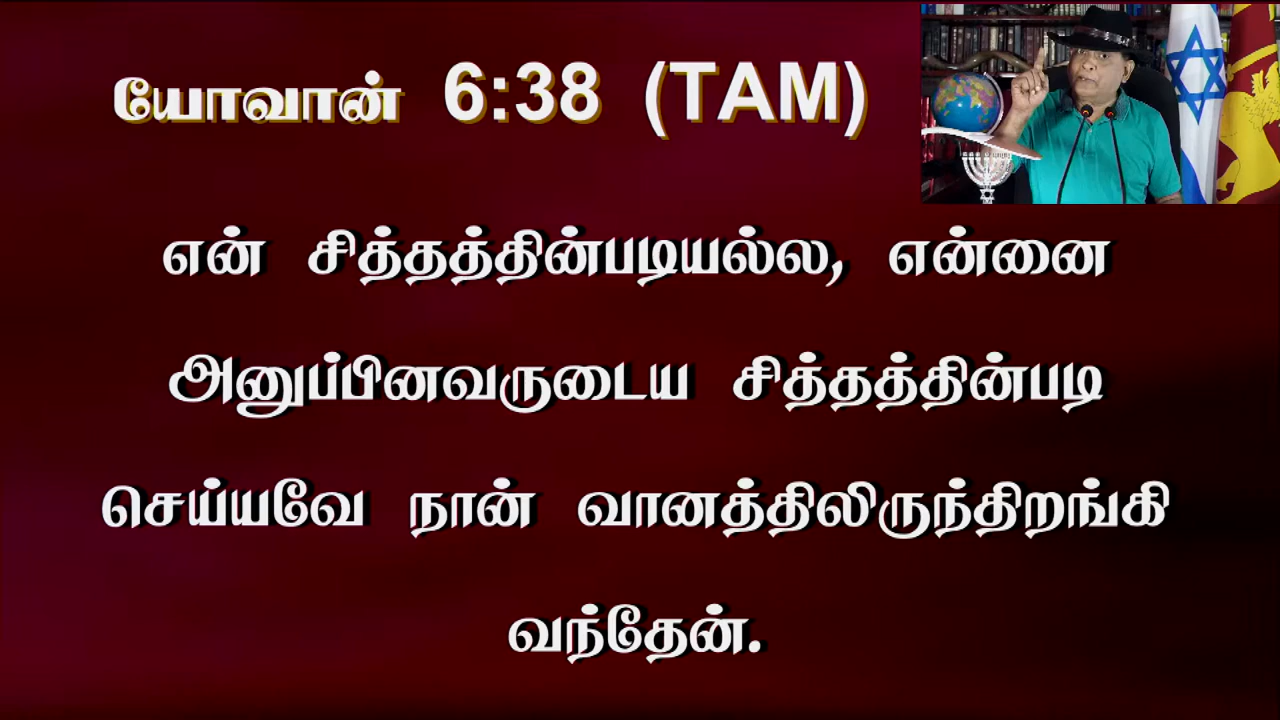 யோவான் 6:38 (TAM)
என் சித்தத்தின்படியல்ல, என்னை
அனுப்பினவருடைய சித்தத்தின்படி
செய்யவே நான் வானத்திலிருந்திறங்கி
வந்தேன்.